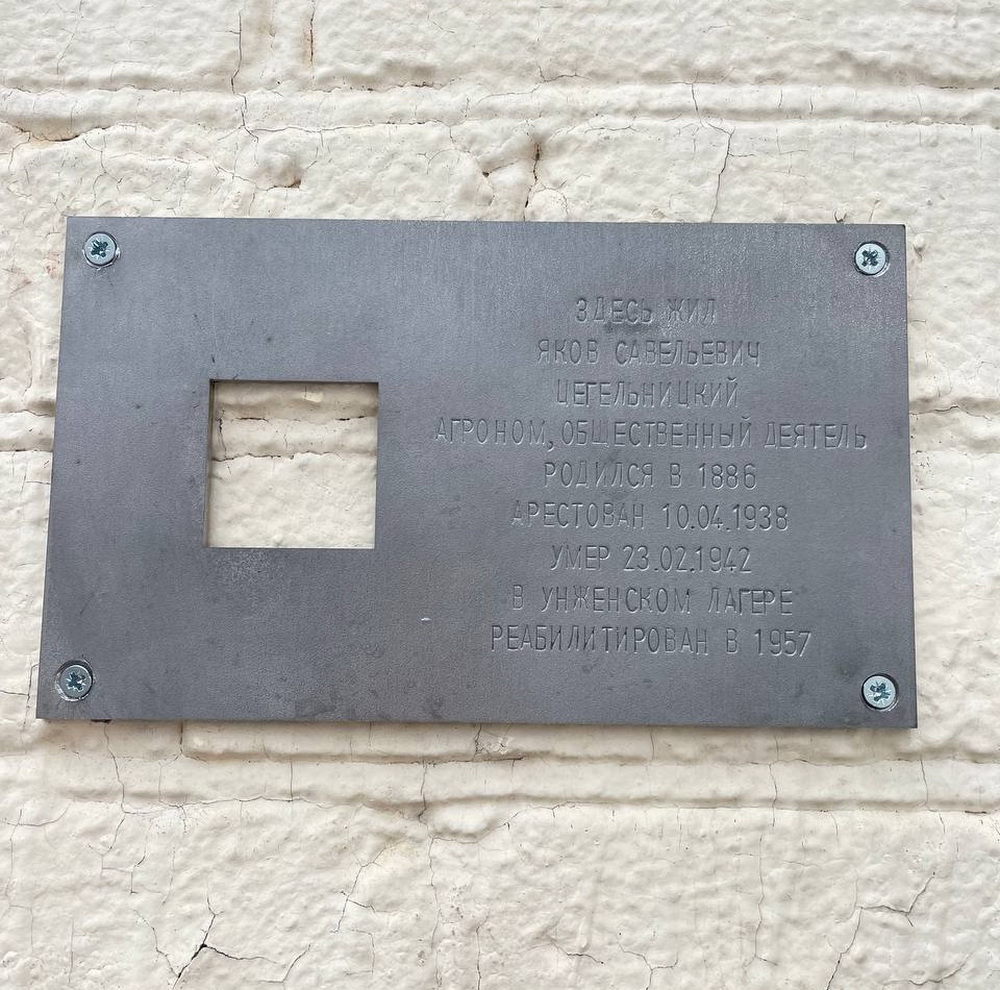 ЗДЕСЬ ЖИЛ
ЯКОВ САВЕЛЬЕВИЧ
ЦЕГЕЛЬНИЦКИЙ
АГРОНОМ, ОБЩЕСТВЕННЫЙ ДЕЯТЕЛЬ
РОДИЛСЯ В 1886
АРЕСТОВАН 10.04.1938
УМЕР 23.02.1942
В УНЖЕНСКОМ ЛАГЕРЕ
РЕАБИЛИТИРОВАН В 1957